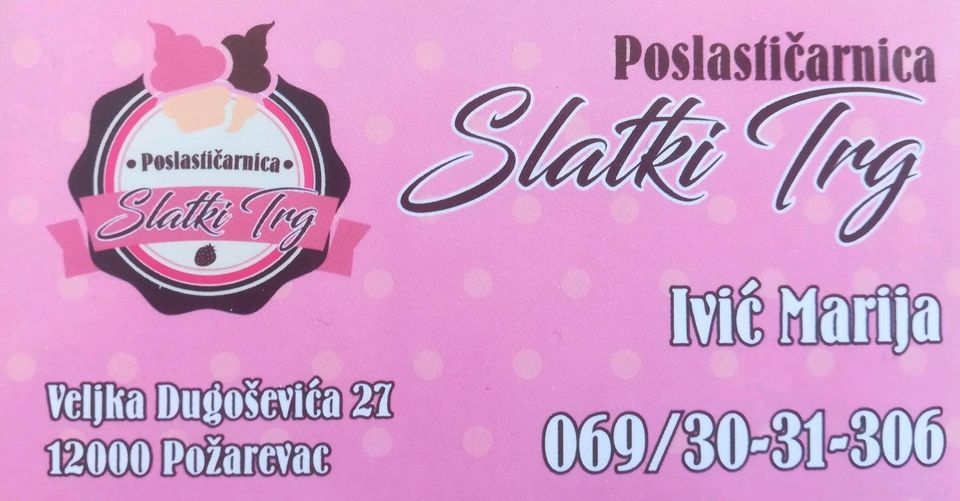 Poslastičarnica
Slatki Trg
Poslastičarnica
Slatki Trg
Ivić Marija
Veljka Dugoševića 27
12000 Požarevac
069/30-31-306